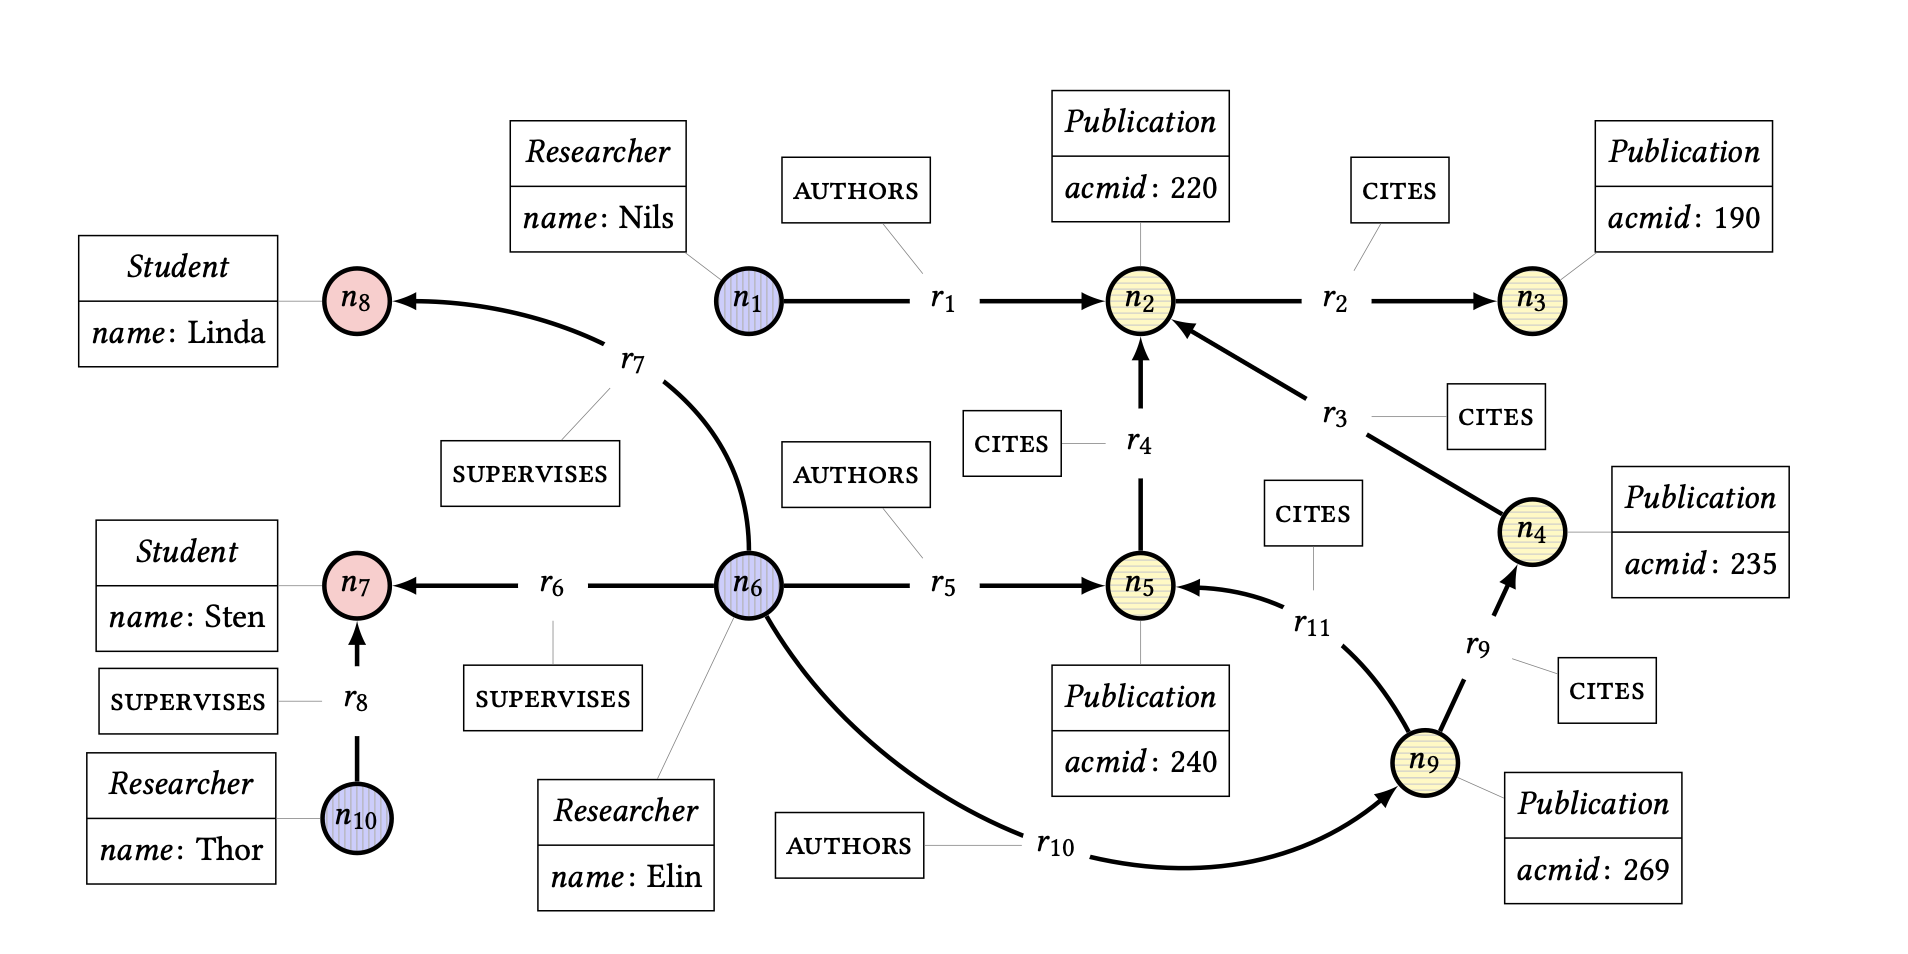 Publication
acmid: 220
Researcher
name: Nils
AUTHORS
CITES
Publication
acmid: 190
Student
name: Linda
n8
n1
r1
n2
r2
n3
r7
SUPERVISES
AUTHORS
CITES
r4
r3
CITES
CITES
n4
Publication
acmid: 235
Student
name: Sten
n7
r6
n6
r5
n5
r11
r9
CITES
SUPERVISES
r8
SUPERVISES
Publication
acmid: 240
n9
Publication
acmid: 269
Researcher
name: Thor
n10
Researcher
name: Elin
AUTHORS
r10